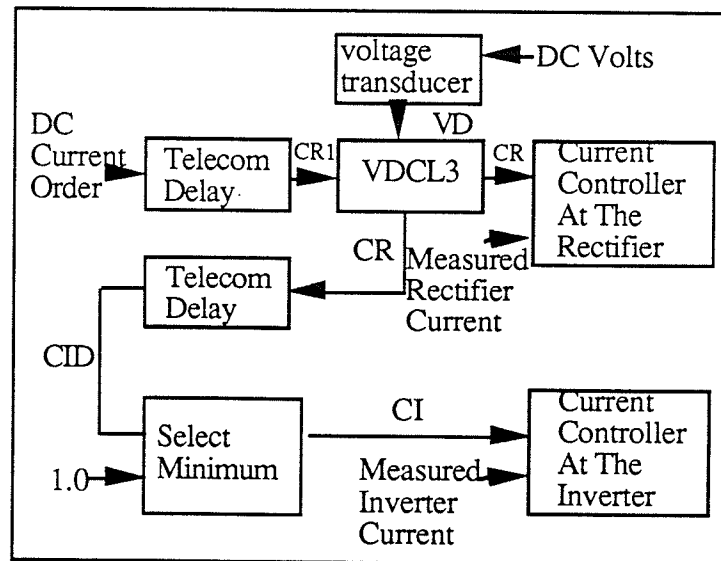 voltage
transducer
DC Volts
VD
DC
Current
Order
Telecom
Delay
CR1
VDCL3
CR
Current
Controller
At The
Rectifier
CR
Measured
Rectifier
Current
Telecom
Delay
CID
Select
Minimum
1.0
CI
Measured
Inverter
Current
Current
Controller
At The
Inverter